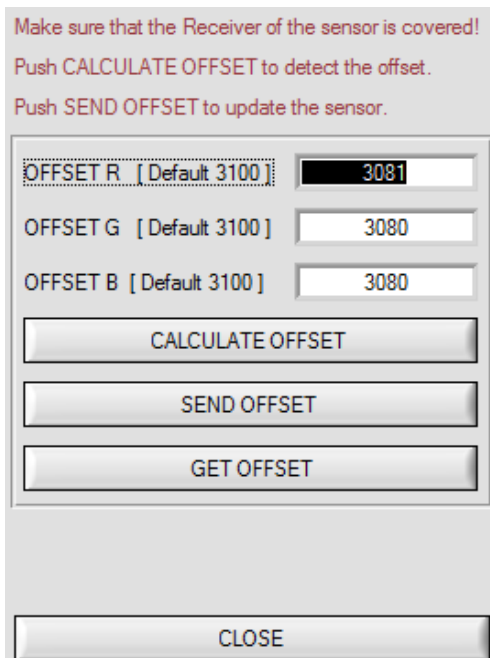 Make sure that the Receiver of the sensor is covered!
Push CALCULATE OFFSET to detect the offset.
Push SEND OFFSET to update the sensor.
OFFSET R [ Default 3100 ] 3081
OFFSET G [ Default 3100 ] 3080
OFFSET B [ Default 3100 ] 3080
CALCULATE OFFSET
SEND OFFSET
GET OFFSET
CLOSE